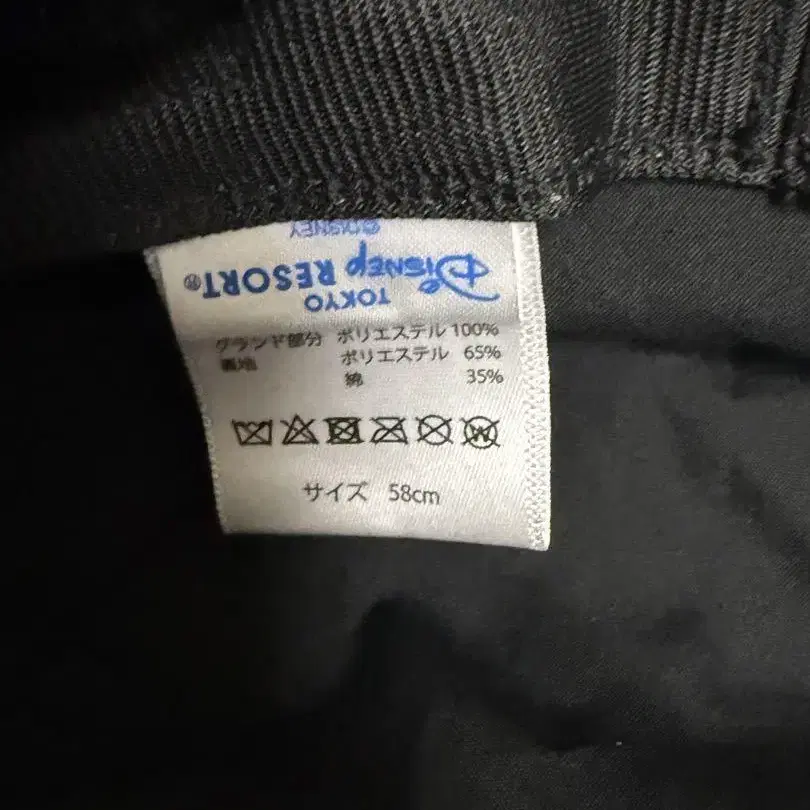 ©DISNEY
TOKYO
Disney RESORT®
グランド部分 ポリエステル 100%
裏地 ポリエステル 65%
綿 35%
サイズ 58cm